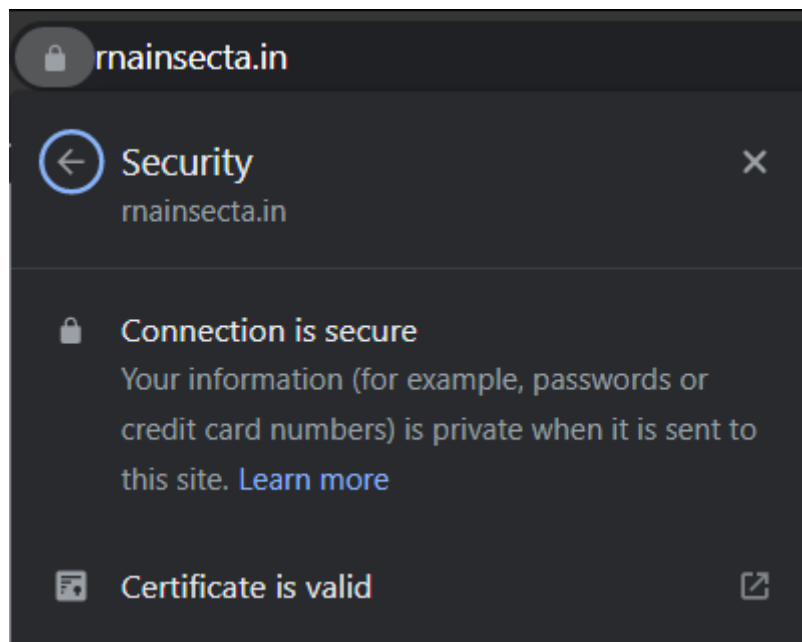 rnainsecta.in
Security
rnainsecta.in
Connection is secure
Your information (for example, passwords or
credit card numbers) is private when it is sent to
this site. Learn more
Certificate is valid